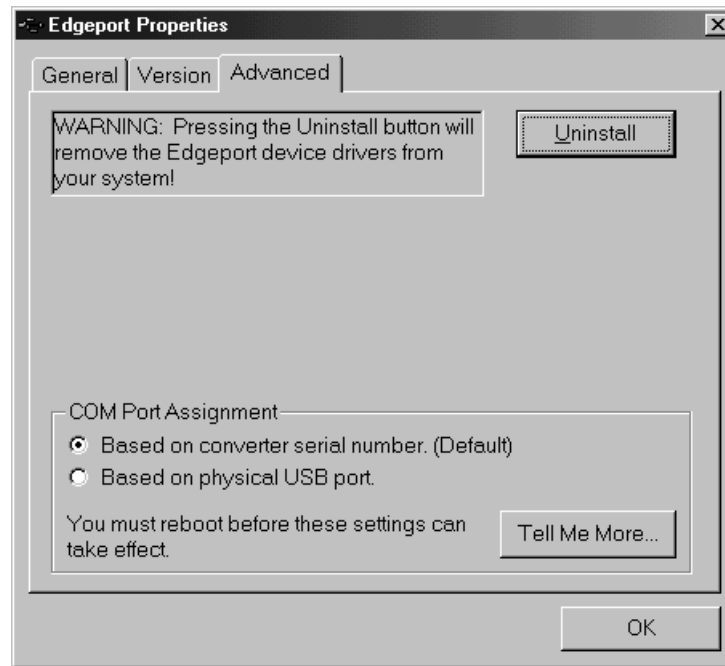 Edgeport Properties
General
Version
Advanced
WARNING: Pressing the Uninstall button will
remove the Edgeport device drivers from
your system!
Uninstall
COM Port Assignment
Based on converter serial number. (Default)
Based on physical USB port.
You must reboot before these settings can
take effect.
Tell Me More...
OK